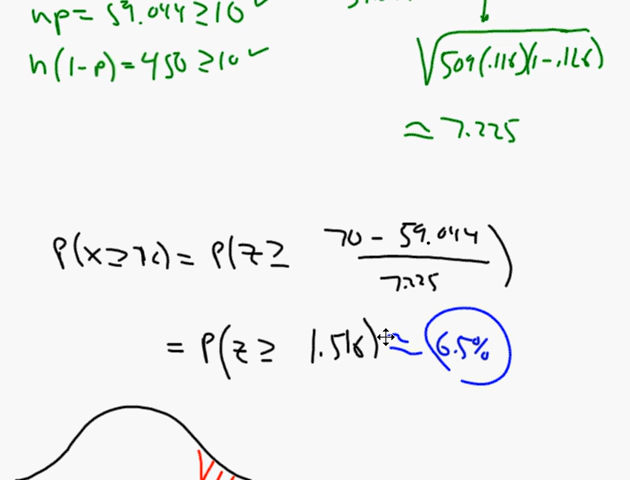 np = 59.044 ≥ 10 ✓
n(1-p) = 450 ≥ 10 ✓
√509(.116)(1-.116)
≈ 7.225
P(x ≥ 70) = P(z ≥ 70 - 59.044 / 7.225)
= P(z ≥ 1.516) ≈ 6.5%